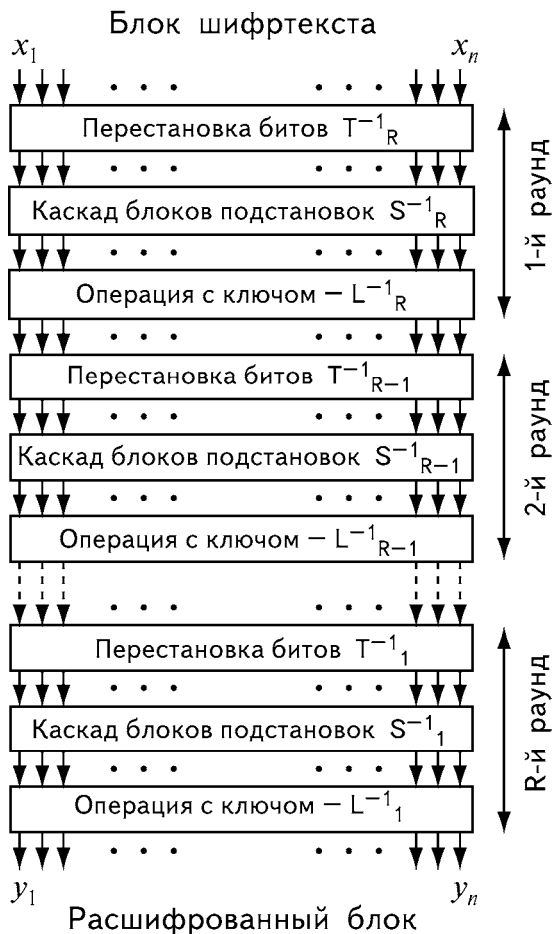 Блок шифртекста
x₁ xₙ
Перестановка битов T⁻¹R
Каскад блоков подстановок S⁻¹R
Операция с ключом – L⁻¹R
1-й раунд
Перестановка битов T⁻¹R−1
Каскад блоков подстановок S⁻¹R−1
Операция с ключом – L⁻¹R−1
2-й раунд
Перестановка битов T⁻¹₁
Каскад блоков подстановок S⁻¹₁
Операция с ключом – L⁻¹₁
R-й раунд
y₁ yₙ
Расшифрованный блок